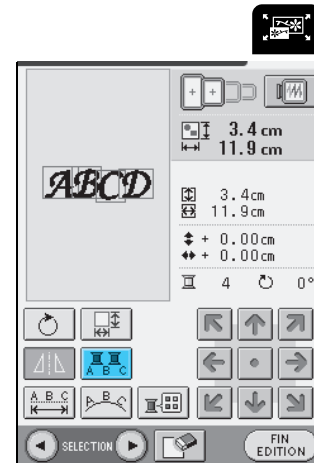 3.4 cm
11.9 cm
ABCD
3.4cm
11.9cm
+ 0.00cm
+ 0.00cm
4 0°
A B C
A B C
A B C
SELECTION
FIN
EDITION